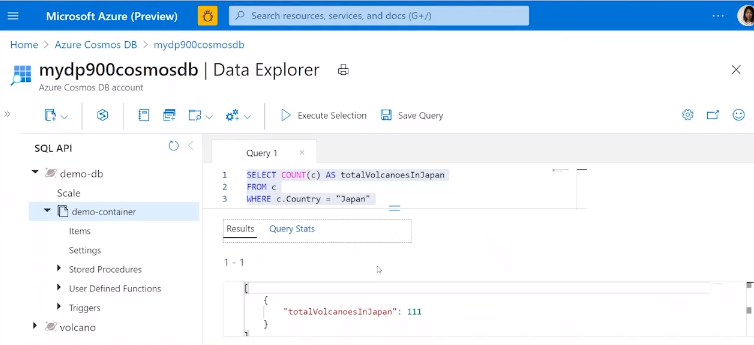 Microsoft Azure (Preview)
Search resources, services, and docs (G+/)
Home > Azure Cosmos DB > mydp900cosmosdb
mydp900cosmosdb | Data Explorer
Azure Cosmos DB account
Execute Selection
Save Query
SQL API
demo-db
Scale
demo-container
Items
Settings
Stored Procedures
User Defined Functions
Triggers
volcano
Query 1
1 SELECT COUNT(c) AS totalVolcanoesInJapan
2 FROM c
3 WHERE c.Country = "Japan"
Results Query Stats
1 - 1
[
{
"totalVolcanoesInJapan": 111
}
]